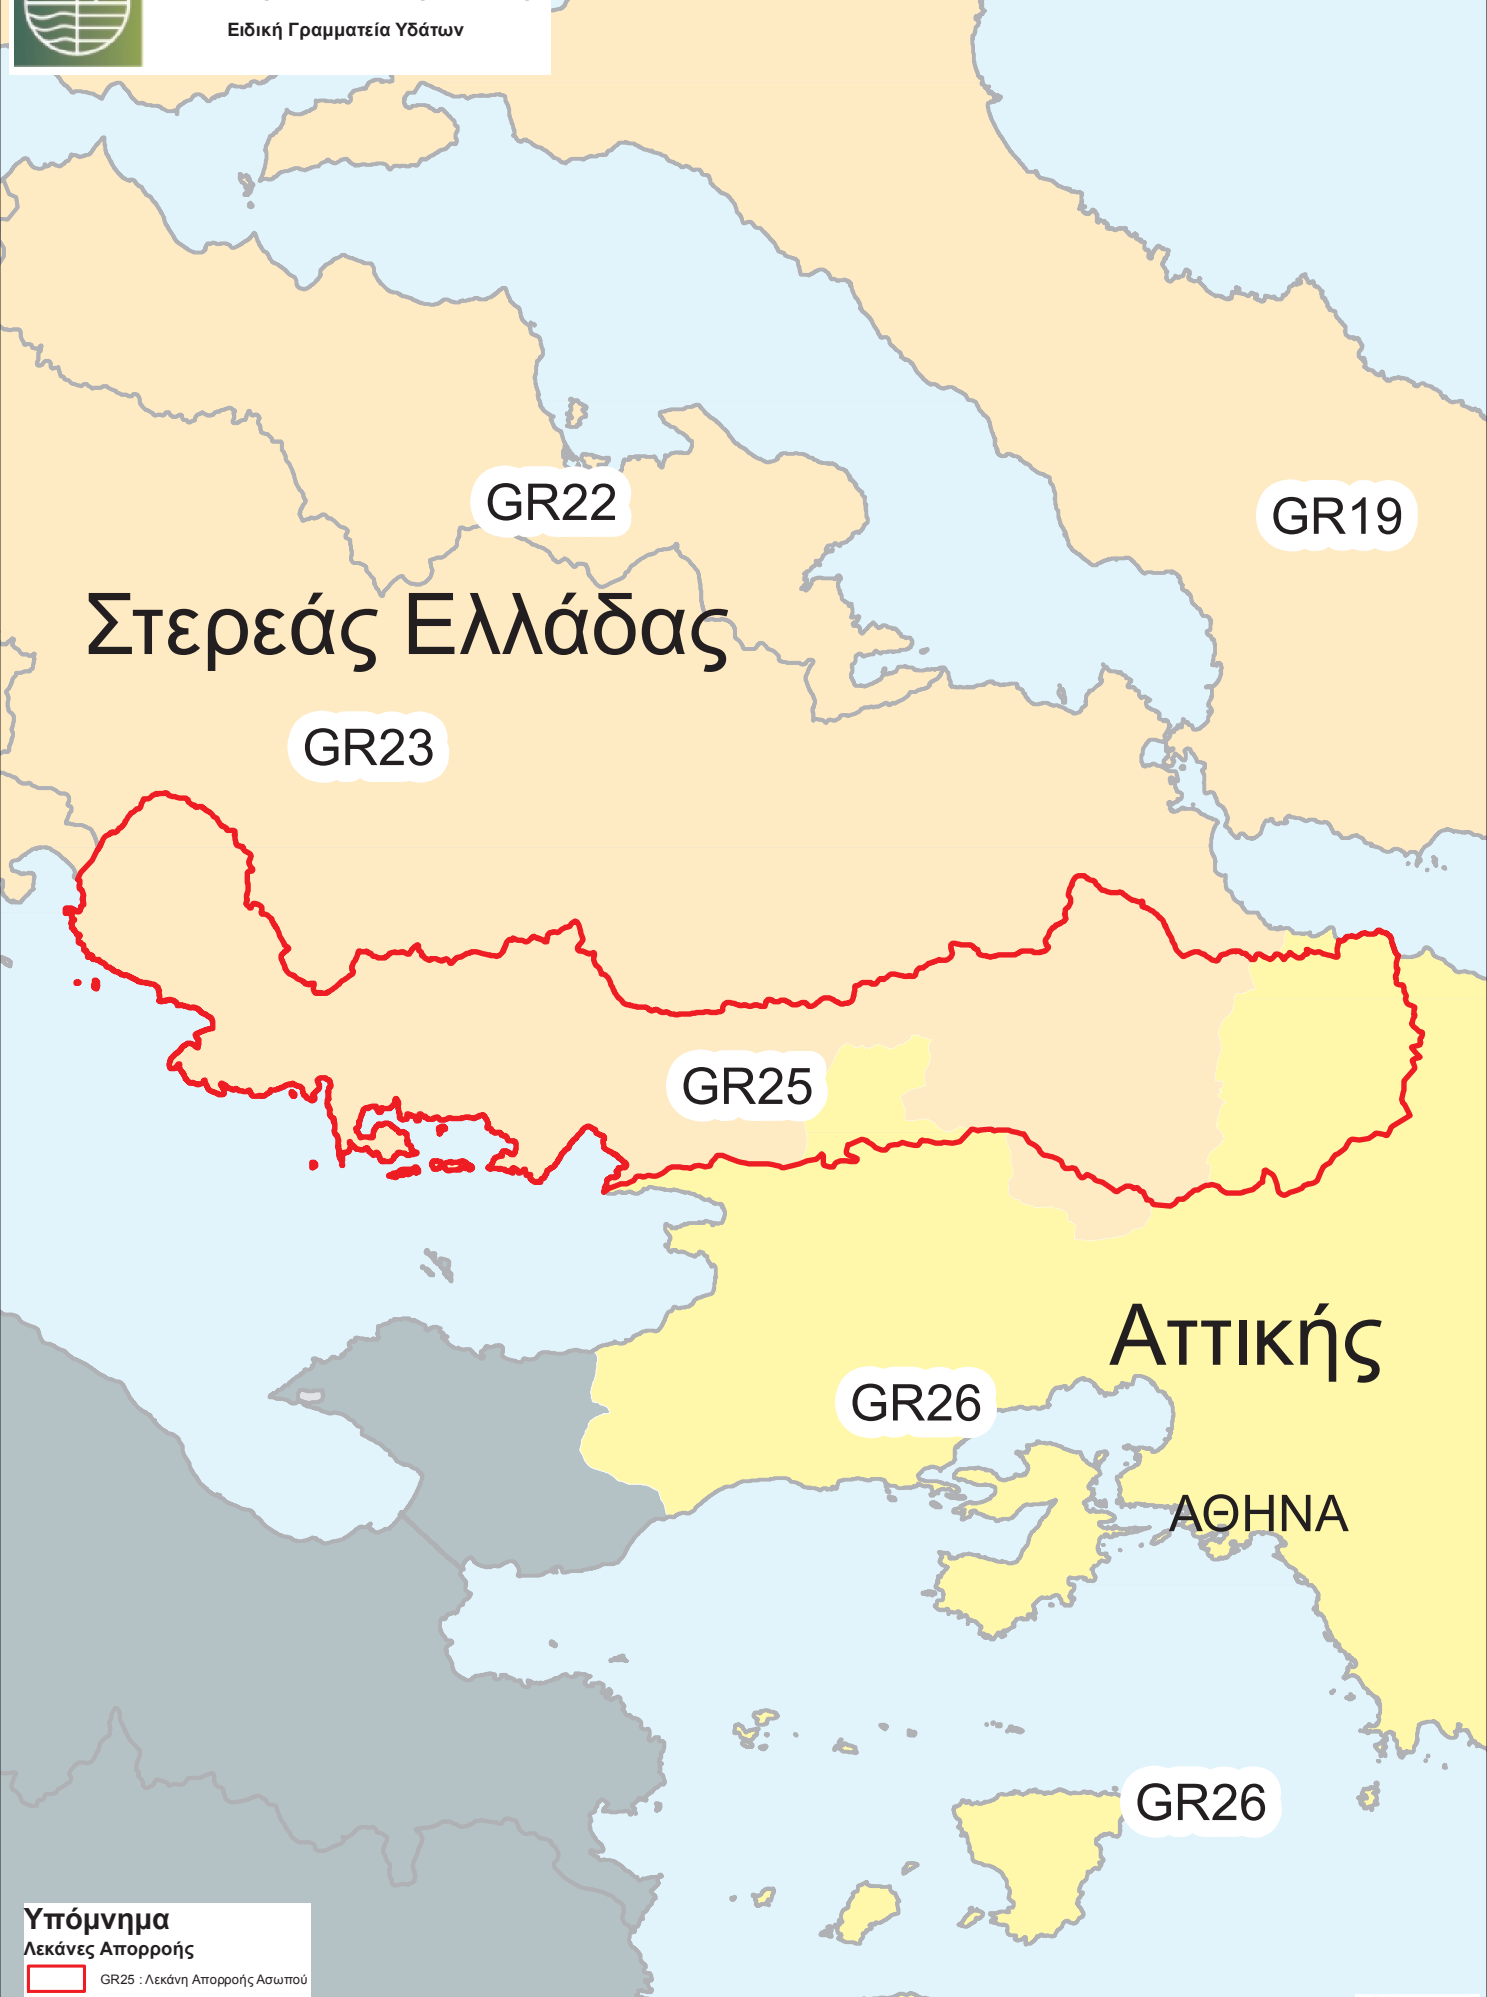 Ειδική Γραμματεία Υδάτων
GR22
GR19
Στερεάς Ελλάδας
GR23
GR25
Αττικής
GR26
ΑΘΗΝΑ
GR26
Υπόμνημα
Λεκάνες Απορροής
GR25 : Λεκάνη Απορροής Ασωπού